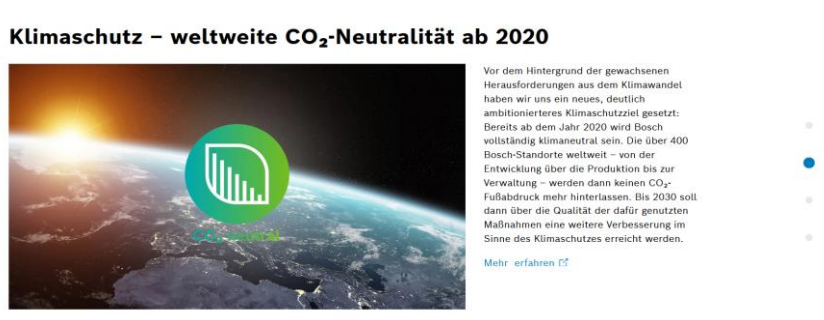 Klimaschutz – weltweite CO₂-Neutralität ab 2020
Vor dem Hintergrund der gewachsenen
Herausforderungen aus dem Klimawandel
haben wir uns ein neues, deutlich
ambitionierteres Klimaschutzziel gesetzt:
Bereits ab dem Jahr 2020 wird Bosch
vollständig klimaneutral sein. Die über 400
Bosch-Standorte weltweit – von der
Entwicklung über die Produktion bis zur
Verwaltung – werden dann keinen CO₂-
Fußabdruck mehr hinterlassen. Bis 2030 soll
dann über die Qualität der dafür genutzten
Maßnahmen eine weitere Verbesserung im
Sinne des Klimaschutzes erreicht werden.
Mehr erfahren
CO₂ neutral